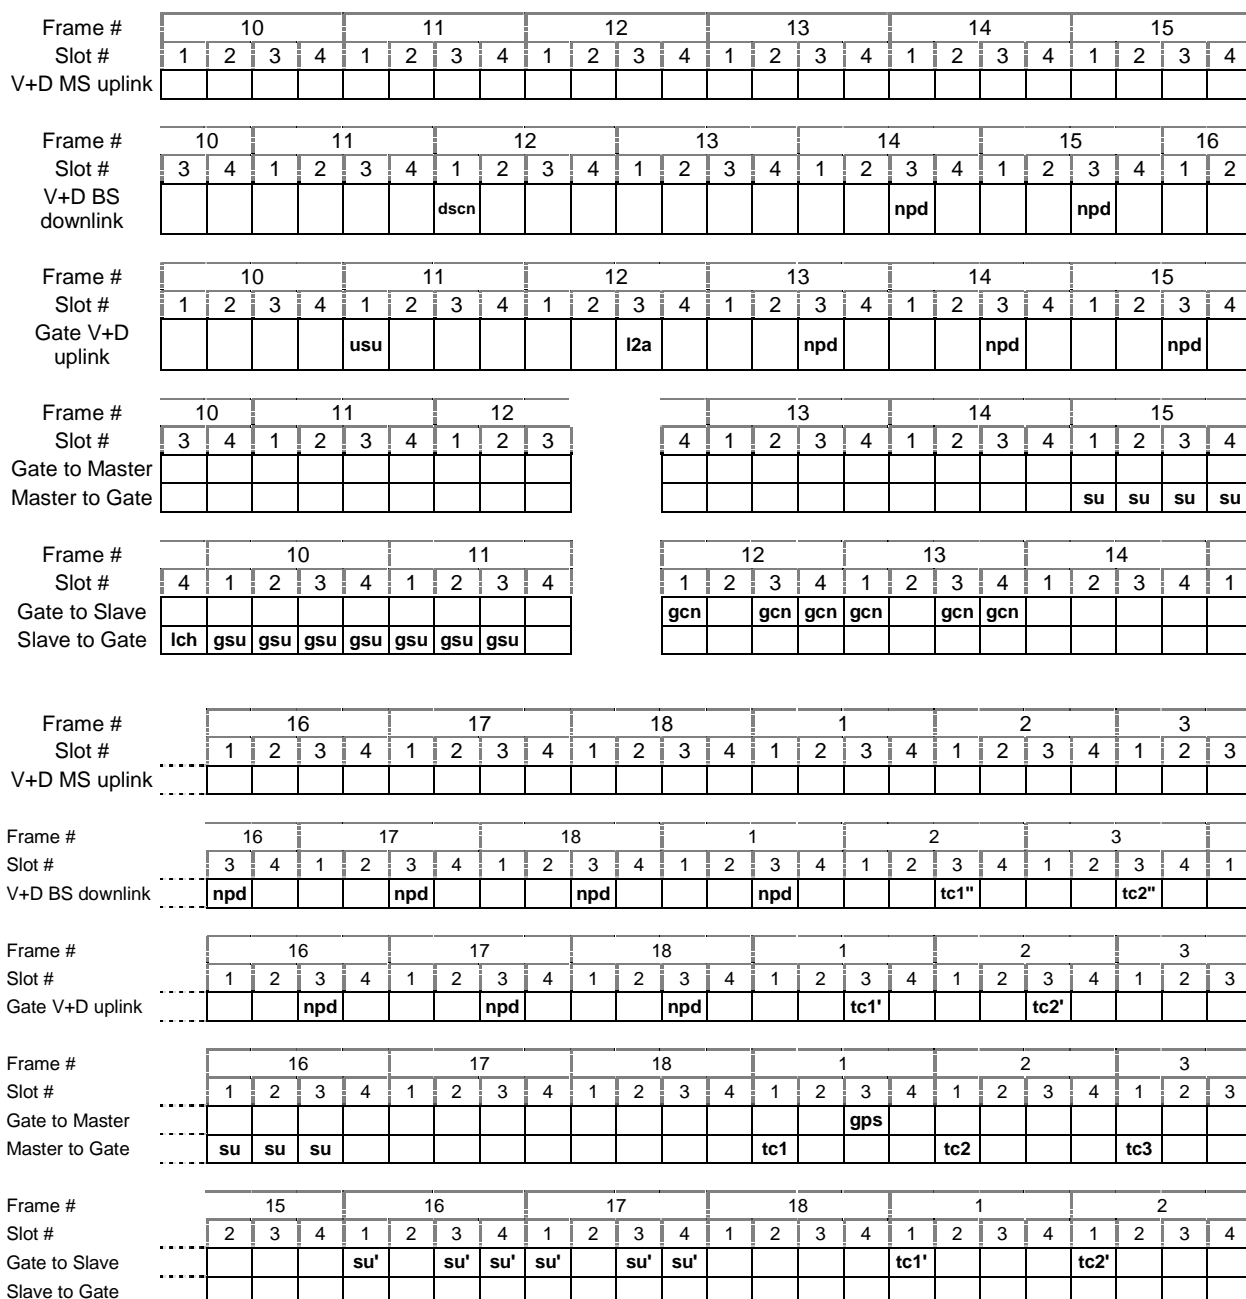 Frame # 10 11 12 13 14 15
Slot # 1 2 3 4 1 2 3 4 1 2 3 4 1 2 3 4 1 2 3 4 1 2 3 4
V+D MS uplink
Frame # 10 11 12 13 14 15 16
Slot # 3 4 1 2 3 4 1 2 3 4 1 2 3 4 1 2 3 4 1 2 3 4 1 2
V+D BS
downlink
dscn npd npd
Frame # 10 11 12 13 14 15
Slot # 1 2 3 4 1 2 3 4 1 2 3 4 1 2 3 4 1 2 3 4 1 2 3 4
Gate V+D
uplink
usu l2a npd npd npd
Frame # 10 11 12 13 14 15
Slot # 3 4 1 2 3 4 1 2 3 4 1 2 3 4 1 2 3 4 1 2 3 4
Gate to Master
Master to Gate su su su su
Frame # 10 11 12 13 14
Slot # 4 1 2 3 4 1 2 3 4 1 2 3 4 1 2 3 4 1 2 3 4 1
Gate to Slave gcn gcn gcn gcn gcn gcn
Slave to Gate lch gsu gsu gsu gsu gsu gsu gsu
Frame # 16 17 18 1 2 3
Slot # 1 2 3 4 1 2 3 4 1 2 3 4 1 2 3 4 1 2 3 4 1 2 3
V+D MS uplink
Frame # 16 17 18 1 2 3
Slot # 3 4 1 2 3 4 1 2 3 4 1 2 3 4 1 2 3 4 1 2 3 4 1
V+D BS downlink npd npd npd npd tc1" tc2"
Frame # 16 17 18 1 2 3
Slot # 1 2 3 4 1 2 3 4 1 2 3 4 1 2 3 4 1 2 3 4 1 2 3
Gate V+D uplink npd npd npd tc1' tc2'
Frame # 16 17 18 1 2 3
Slot # 1 2 3 4 1 2 3 4 1 2 3 4 1 2 3 4 1 2 3 4 1 2 3
Gate to Master gps
Master to Gate su su su tc1 tc2 tc3
Frame # 15 16 17 18 1 2
Slot # 2 3 4 1 2 3 4 1 2 3 4 1 2 3 4 1 2 3 4 1 2 3 4
Gate to Slave su' su' su' su' su' su' tc1' tc2'
Slave to Gate